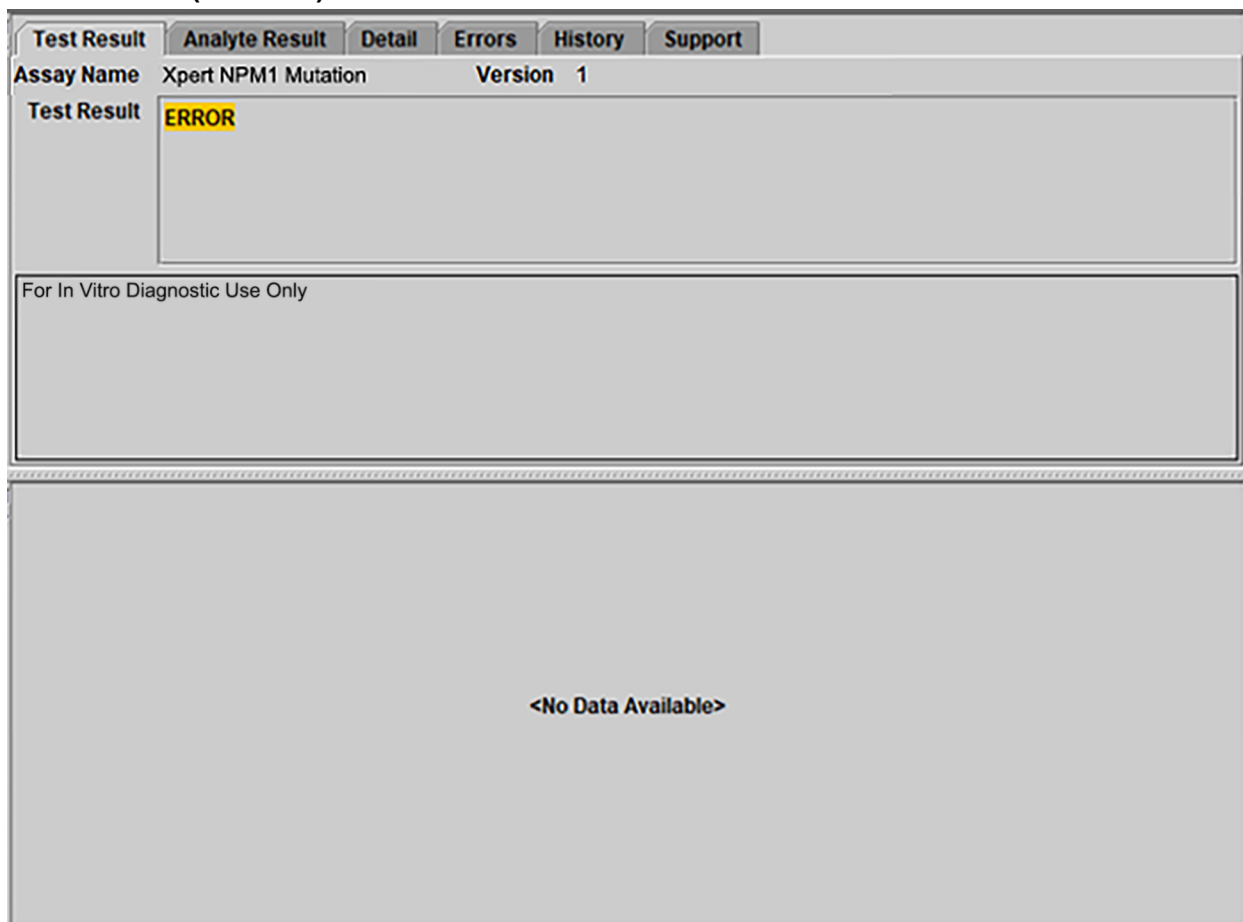 Test Result Analyte Result Detail Errors History Support
Assay Name Xpert NPM1 Mutation Version 1
Test Result ERROR
For In Vitro Diagnostic Use Only
<No Data Available>